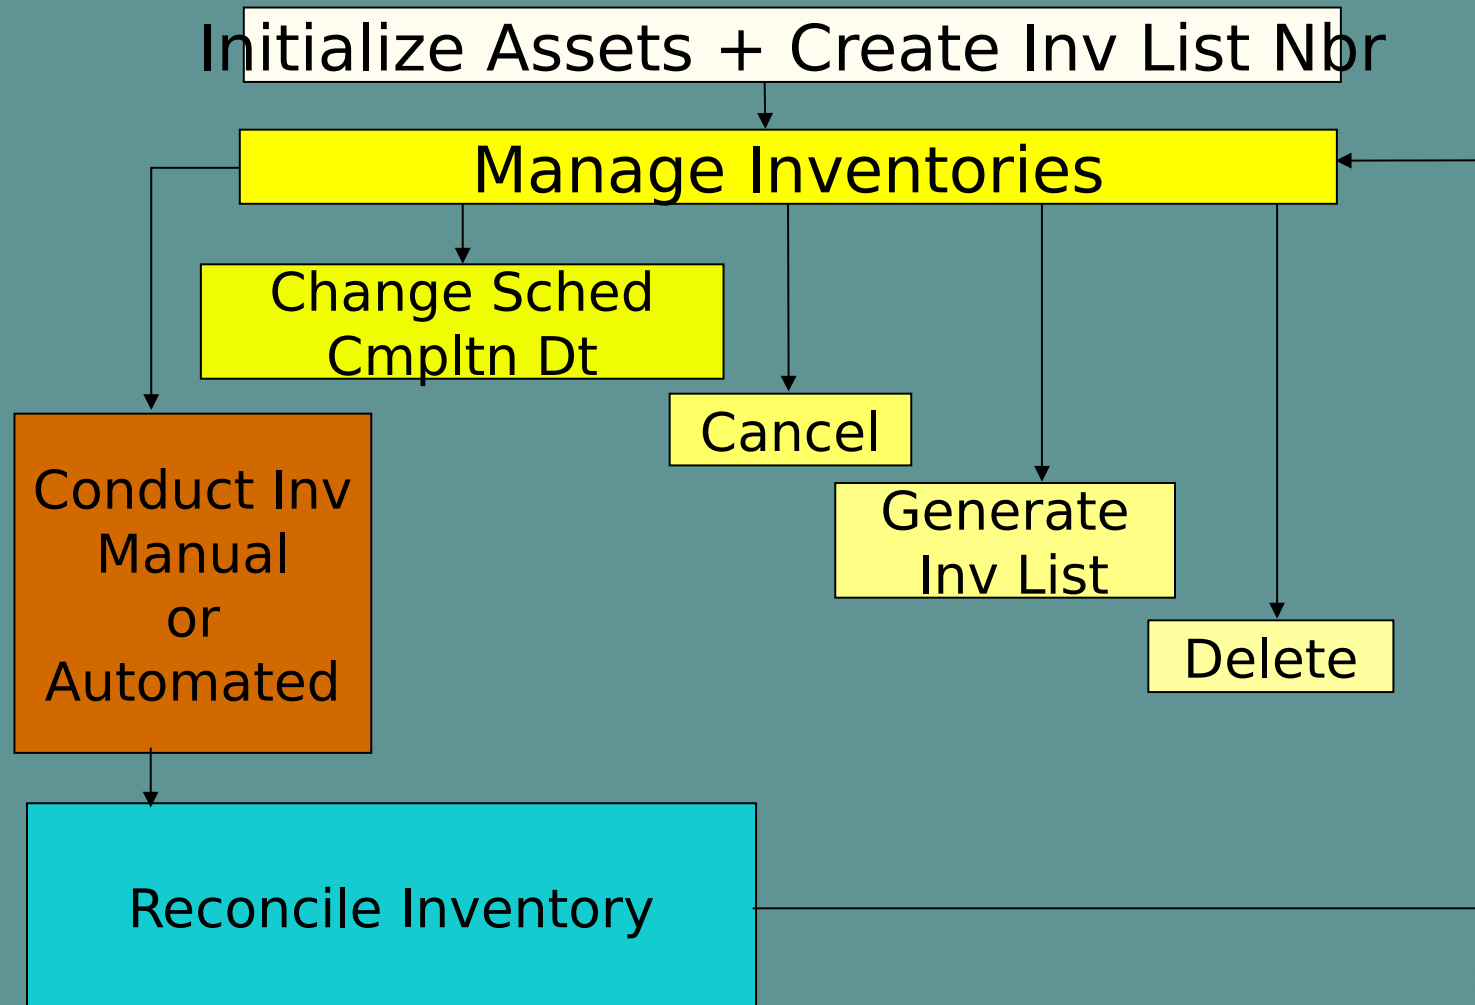 Initialize Assets + Create Inv List Nbr
Manage Inventories
Change Sched
Cmpltn Dt
Cancel
Conduct Inv
Manual
or
Automated
Generate
Inv List
Delete
Reconcile Inventory